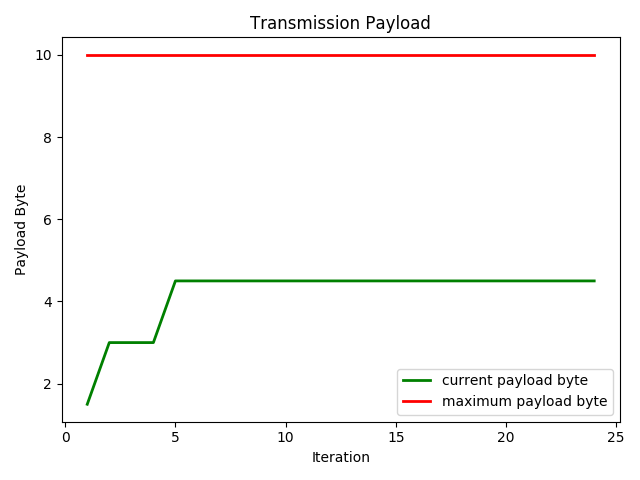 Transmission Payload
Payload Byte
10
8
6
4
2
0
5
10
15
20
25
Iteration
current payload byte
maximum payload byte